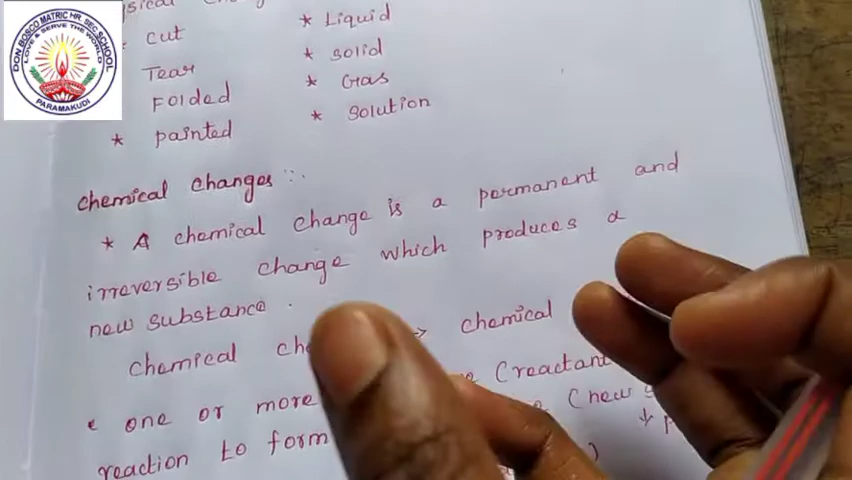 DON BOSCO MATRIC HR. SEC. SCHOOL
LOVE & SERVE THE WORLD
PARAMAKUDI
* Liquid
cut
* solid
Tear
* Gas
Folded
* solution
* painted
chemical changes :-
* A chemical change is a permanent and
irreversible change which produces a
new substance.
chemical → chemical
one or more (reactant
reaction to form (new